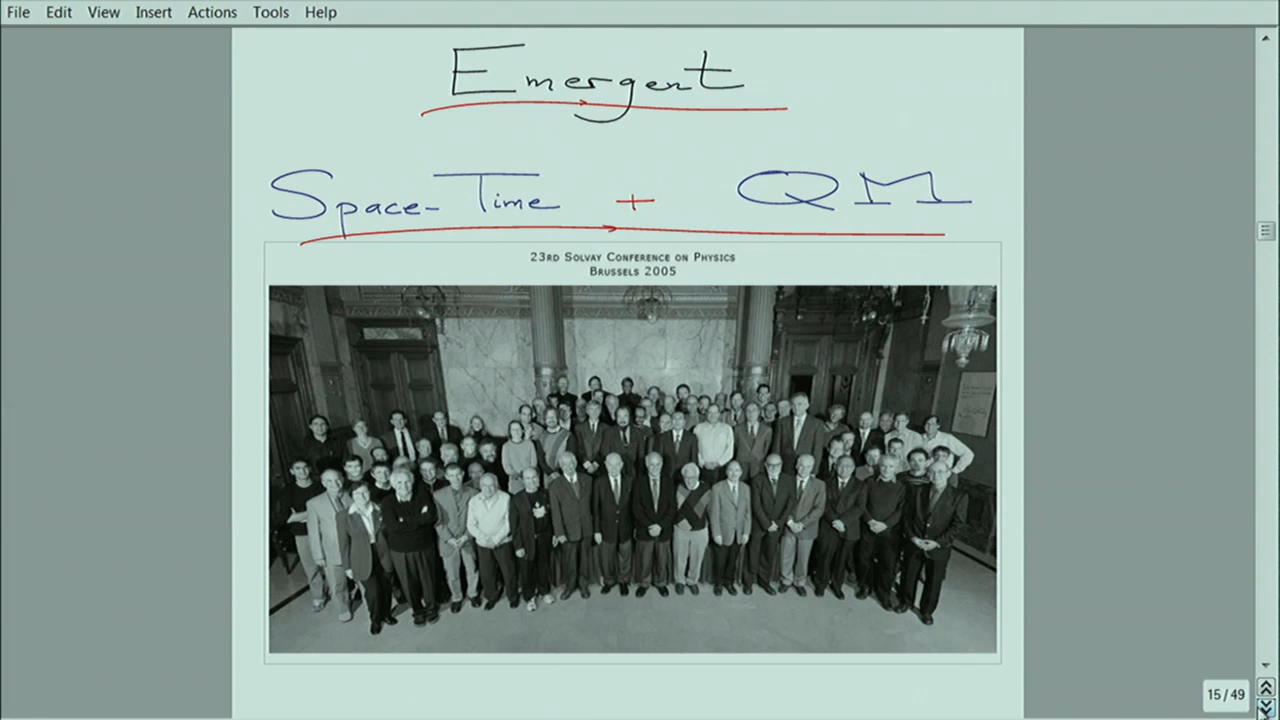 File Edit View Insert Actions Tools Help
Emergent
Space-Time + QM
23rd Solvay Conference on Physics
Brussels 2005
15 / 49